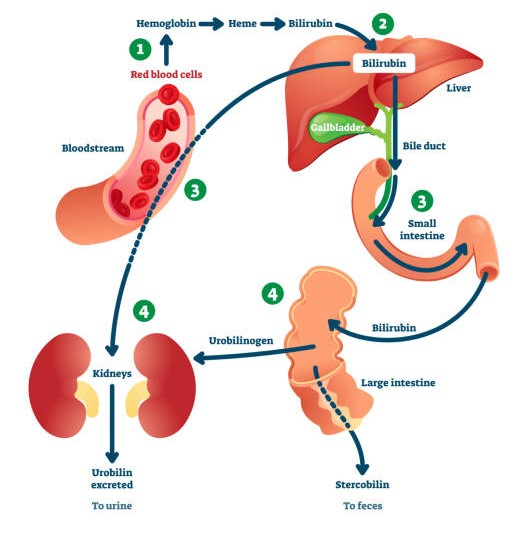 Hemoglobin
Heme
Bilirubin
2
1
Red blood cells
Bilirubin
Liver
Gallbladder
Bile duct
Bloodstream
3
3
Small
intestine
4
4
Bilirubin
Urobilinogen
Kidneys
Large intestine
Urobilin
excreted
Stercobilin
To urine
To feces